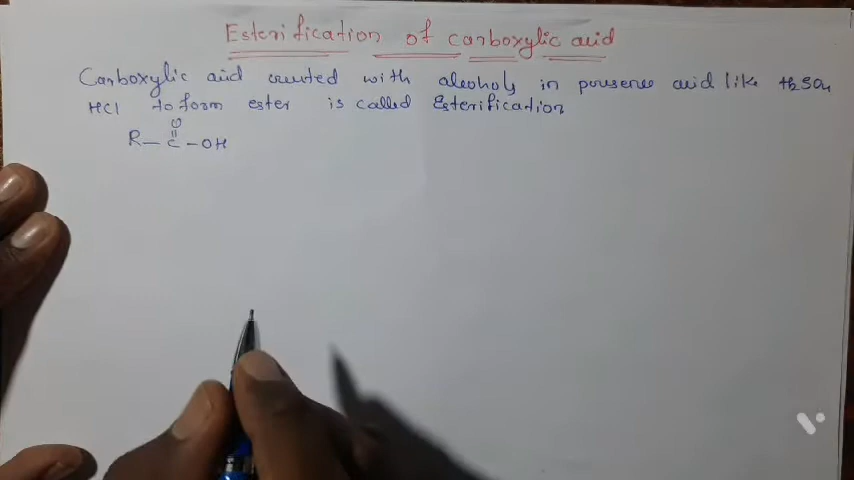 Esterification of carboxylic acid
Carboxylic acid reacted with alcohols in presence acid like H2SO4
HCl to form ester is called Esterification
O
R—C—OH